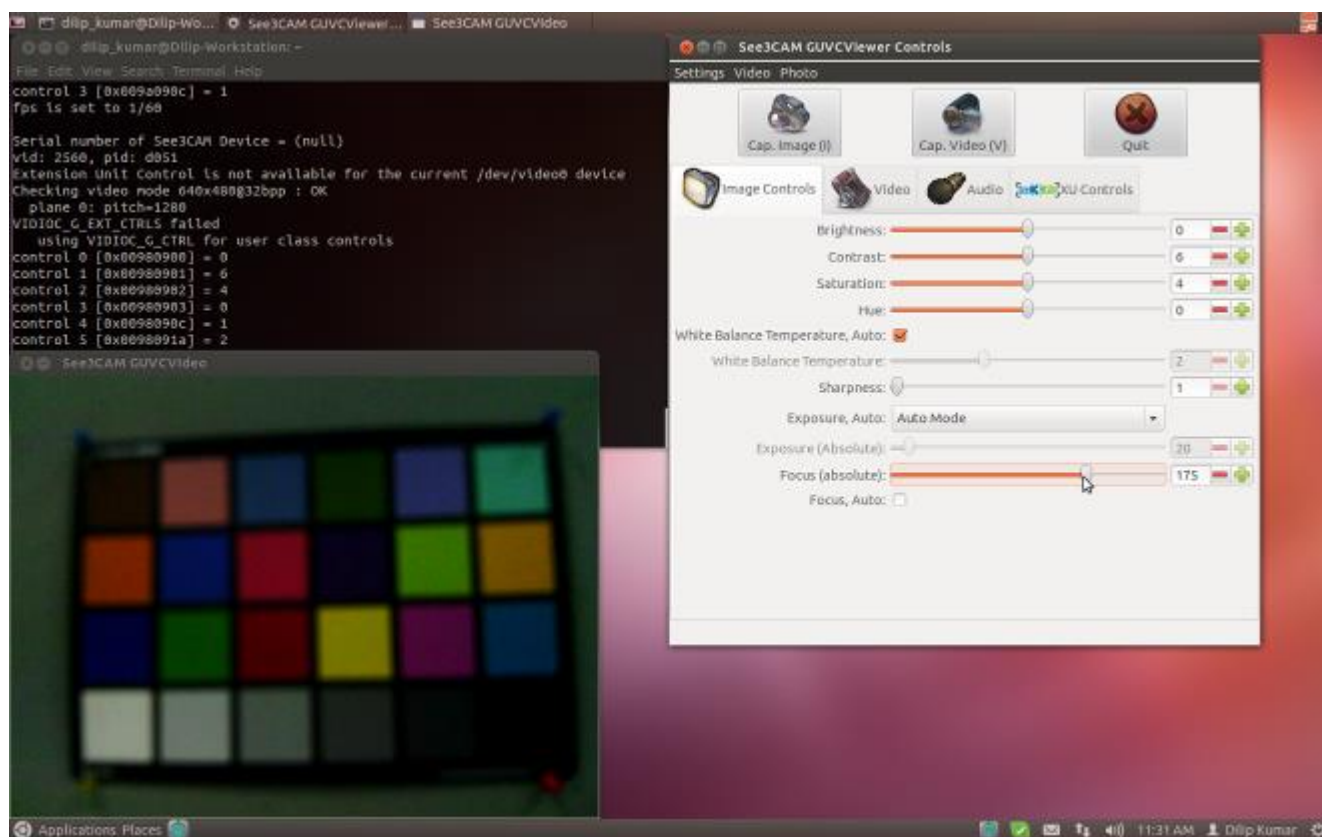 dilip_kumar@Dilip-Wo... See3CAM GUVCViewer... See3CAM GUVCVideo
dilip_kumar@Dilip-Workstation: ~
File Edit View Search Terminal Help
control 3 [0x009a090c] = 1
fps is set to 1/60
Serial number of See3CAM Device = (null)
vid: 2560, pid: d051
Extension Unit Control is not available for the current /dev/video0 device
Checking video mode 640x480@32bpp : OK
plane 0: pitch=1280
VIDIOC_G_EXT_CTRLS failed
using VIDIOC_G_CTRL for user class controls
control 0 [0x00980900] = 0
control 1 [0x00980901] = 6
control 2 [0x00980902] = 4
control 3 [0x00980903] = 0
control 4 [0x0098090c] = 1
control 5 [0x0098091a] = 2
See3CAM GUVCVideo
See3CAM GUVCViewer Controls
Settings Video Photo
Cap. Image (I) Cap. Video (V) Quit
Image Controls Video Audio XU Controls
Brightness: 0
Contrast: 6
Saturation: 4
Hue: 0
White Balance Temperature, Auto:
White Balance Temperature: 2
Sharpness: 1
Exposure, Auto: Auto Mode
Exposure (Absolute): 20
Focus (absolute): 175
Focus, Auto:
Applications Places 11:31 AM Dilip Kumar